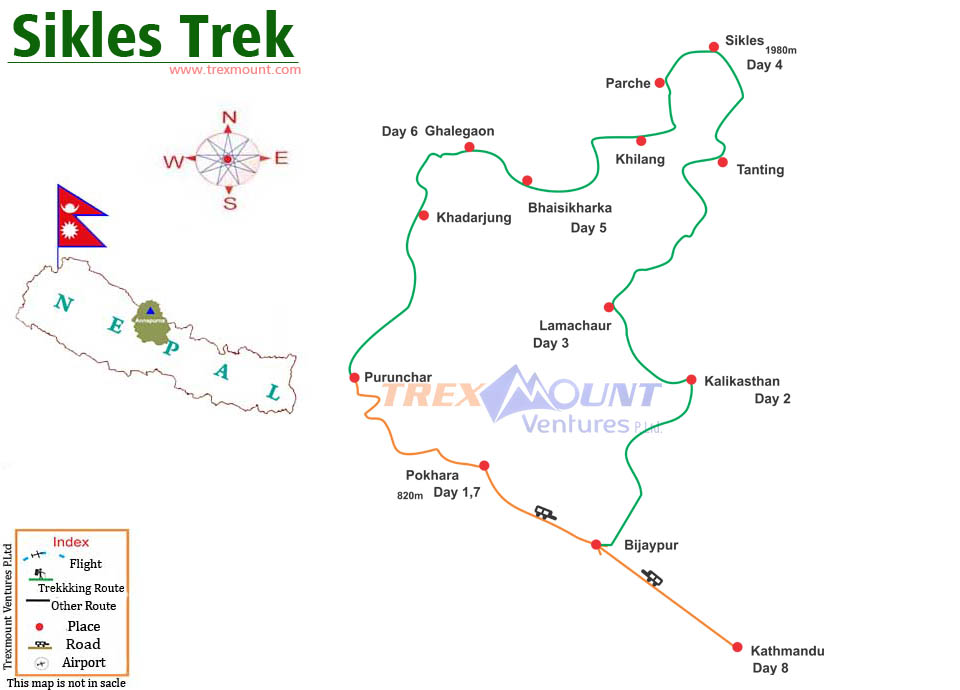 Sikles Trek
www.trexmount.com
N
W
E
S
N E P A L
Annapurna
Sikles
1980m
Day 4
Parche
Day 6 Ghalegaon
Khilang
Tanting
Bhaisikharka
Day 5
Khadarjung
Lamachaur
Day 3
Purunchar
Kalikasthan
Day 2
TREX MOUNT
Ventures P.Ltd.
Pokhara
820m Day 1,7
Bijaypur
Kathmandu
Day 8
Trexmount Ventures P.Ltd
Index
Flight
Trekkking Route
Other Route
Place
Road
Airport
This map is not in sacle